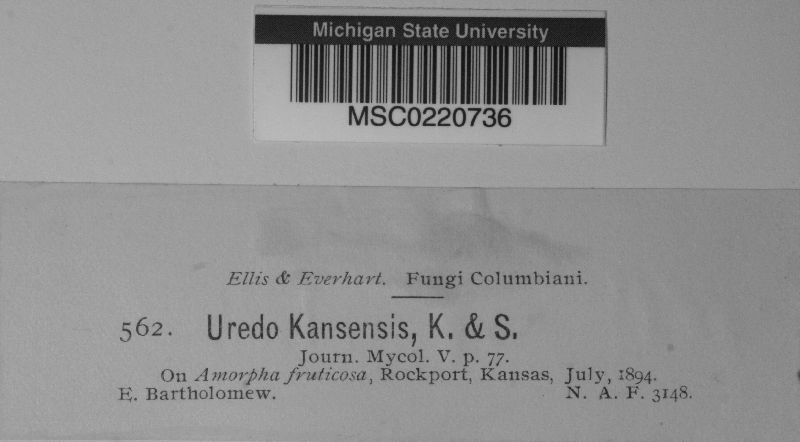 Michigan State University
MSC0220736
Ellis & Everhart. Fungi Columbiani.
562. Uredo Kansensis, K. & S.
Journ. Mycol. V. p. 77.
On Amorpha fruticosa, Rockport, Kansas, July, 1894.
E. Bartholomew. N. A. F. 3148.